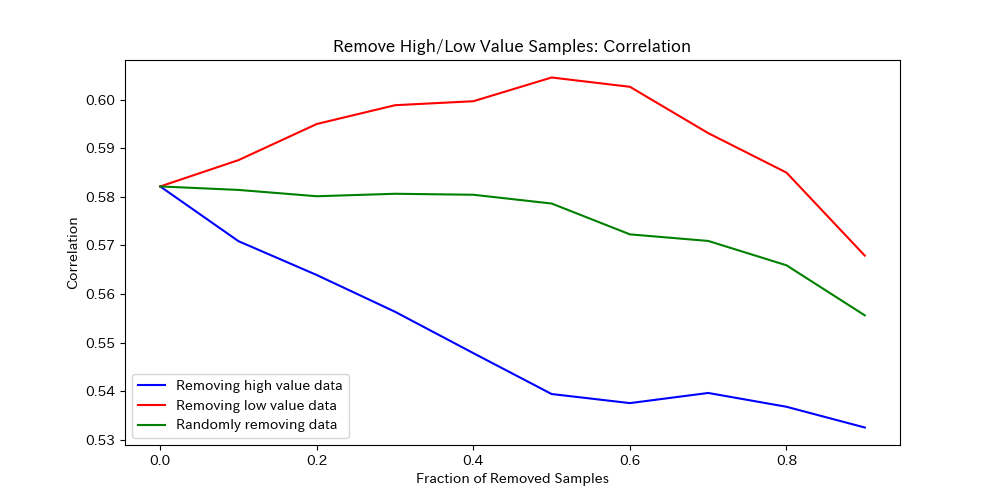 Remove High/Low Value Samples: Correlation
Correlation
0.60
0.59
0.58
0.57
0.56
0.55
0.54
0.53
Removing high value data
Removing low value data
Randomly removing data
0.0 0.2 0.4 0.6 0.8
Fraction of Removed Samples